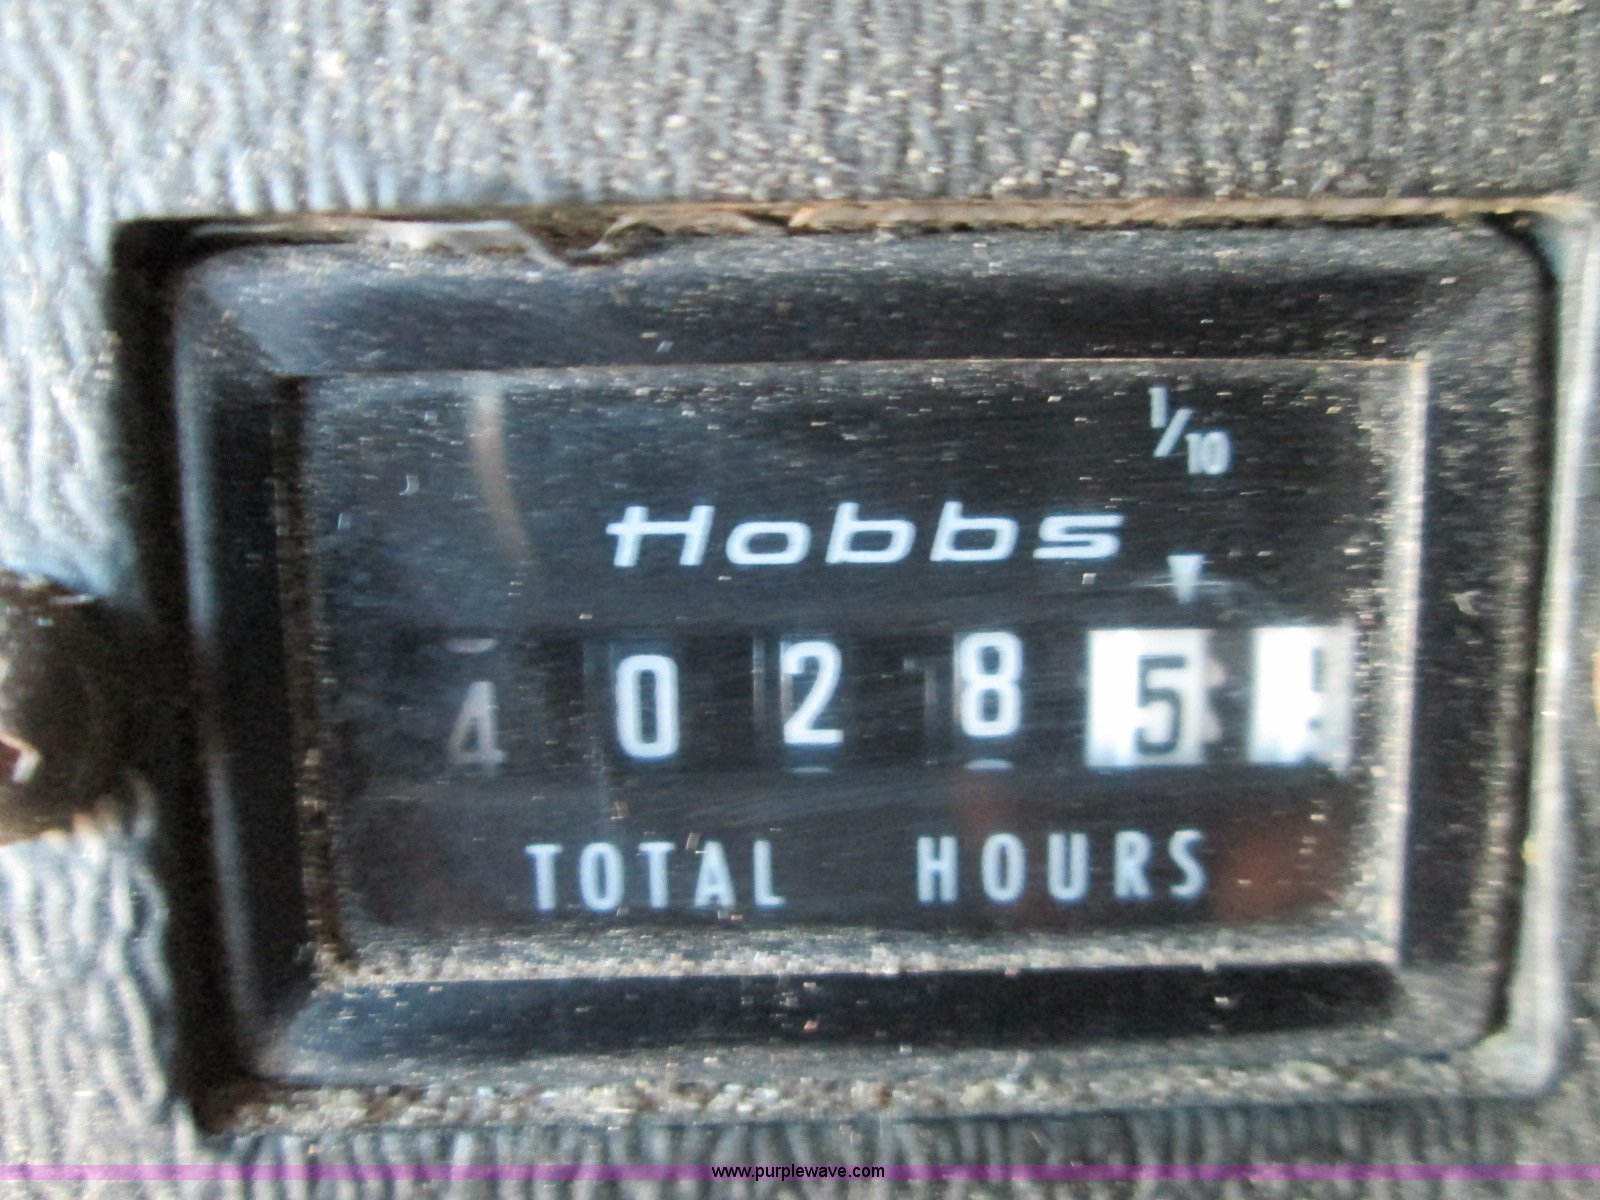 1/10
Hobbs
4 0 2 8 5
TOTAL HOURS
www.purplewave.com